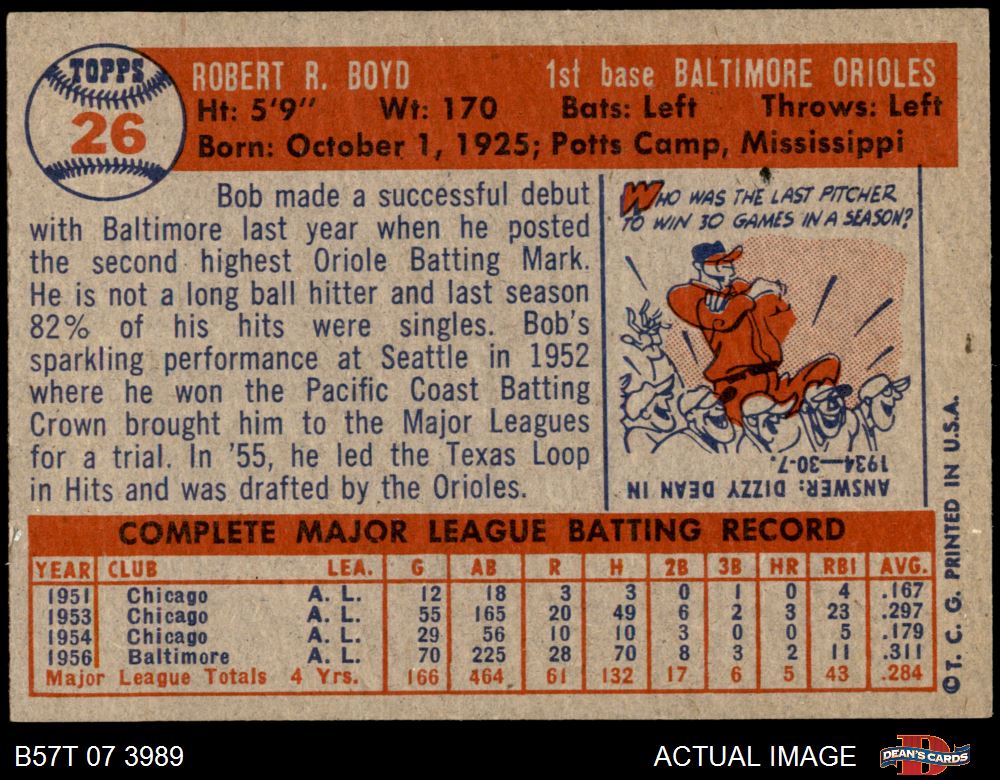 TOPPS
26
ROBERT R. BOYD 1st base BALTIMORE ORIOLES
Ht: 5'9" Wt: 170 Bats: Left Throws: Left
Born: October 1, 1925; Potts Camp, Mississippi
Bob made a successful debut
with Baltimore last year when he posted
the second highest Oriole Batting Mark.
He is not a long ball hitter and last season
82% of his hits were singles. Bob's
sparkling performance at Seattle in 1952
where he won the Pacific Coast Batting
Crown brought him to the Major Leagues
for a trial. In '55, he led the Texas Loop
in Hits and was drafted by the Orioles.
WHO WAS THE LAST PITCHER
TO WIN 30 GAMES IN A SEASON?
ANSWER: DIZZY DEAN IN
1934—30-7.
COMPLETE MAJOR LEAGUE BATTING RECORD
YEAR CLUB LEA. G AB R H 2B 3B HR RBI AVG.
1951 Chicago A. L. 12 18 3 3 0 1 0 4 .167
1953 Chicago A. L. 55 165 20 49 6 2 3 23 .297
1954 Chicago A. L. 29 56 10 10 3 0 0 5 .179
1956 Baltimore A. L. 70 225 28 70 8 3 2 11 .311
Major League Totals 4 Yrs. 166 464 61 132 17 6 5 43 .284
©T. C. G. PRINTED IN U.S.A.
B57T 07 3989 ACTUAL IMAGE
D
DEAN'S CARDS